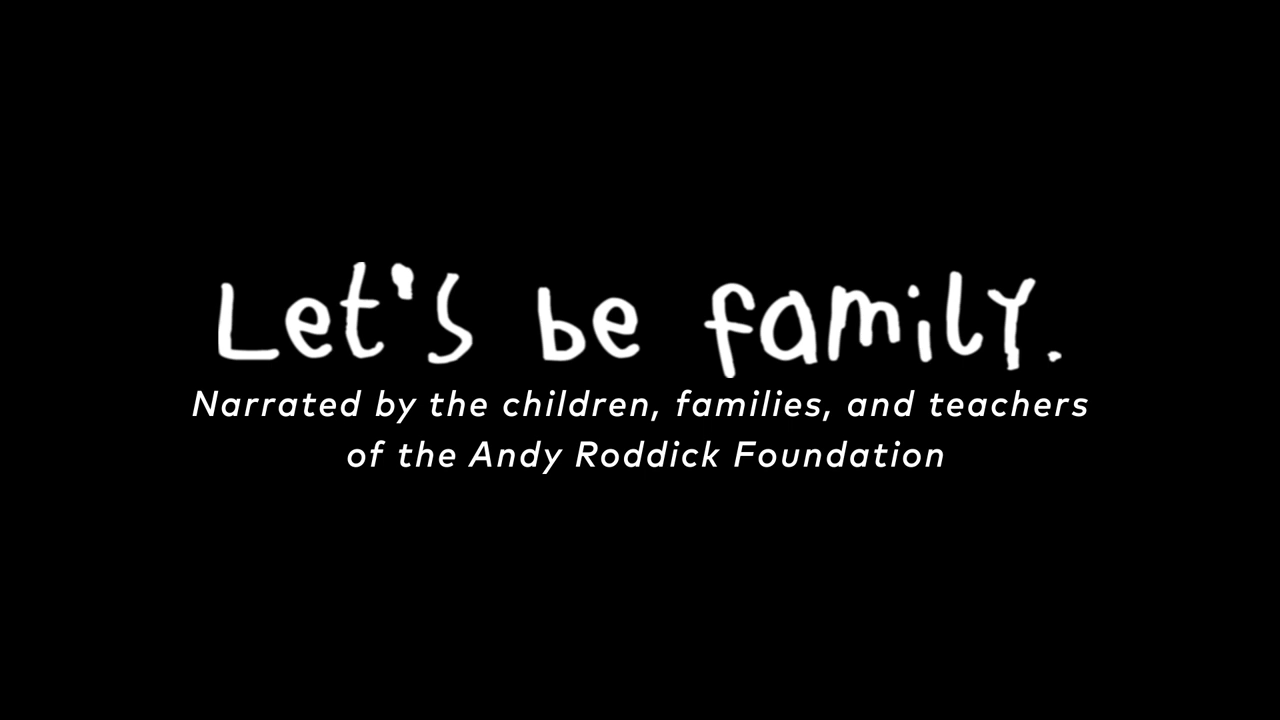 Let's be family.
Narrated by the children, families, and teachers
of the Andy Roddick Foundation